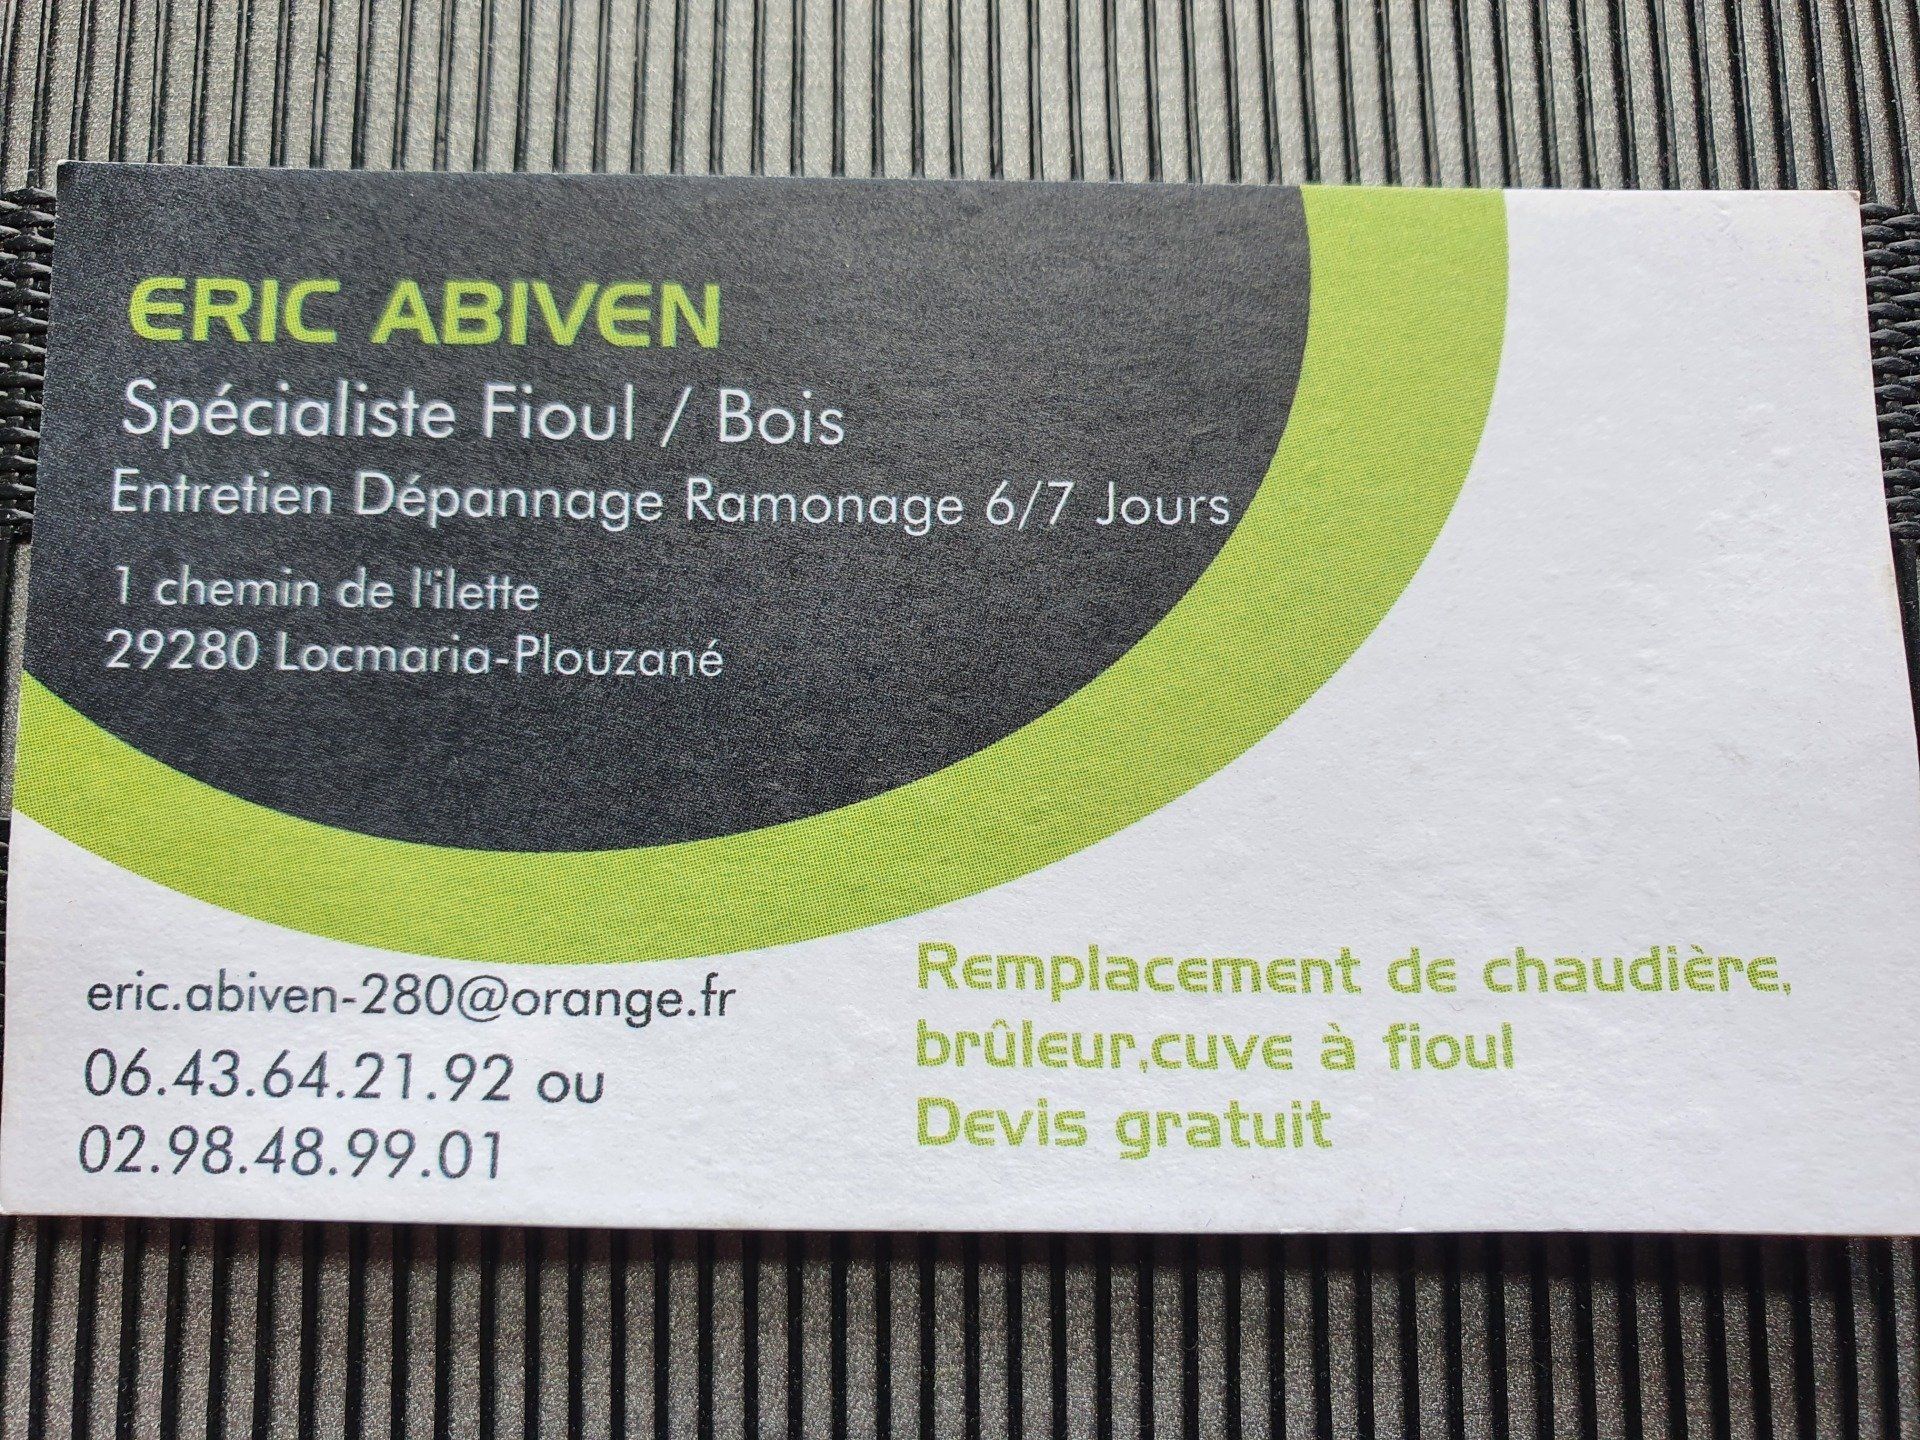 ERIC ABIVEN
Spécialiste Fioul / Bois
Entretien Dépannage Ramonage 6/7 Jours
1 chemin de l'ilette
29280 Locmaria-Plouzané
eric.abiven-280@orange.fr
06.43.64.21.92 ou
02.98.48.99.01
Remplacement de chaudière,
brûleur,cuve à fioul
Devis gratuit